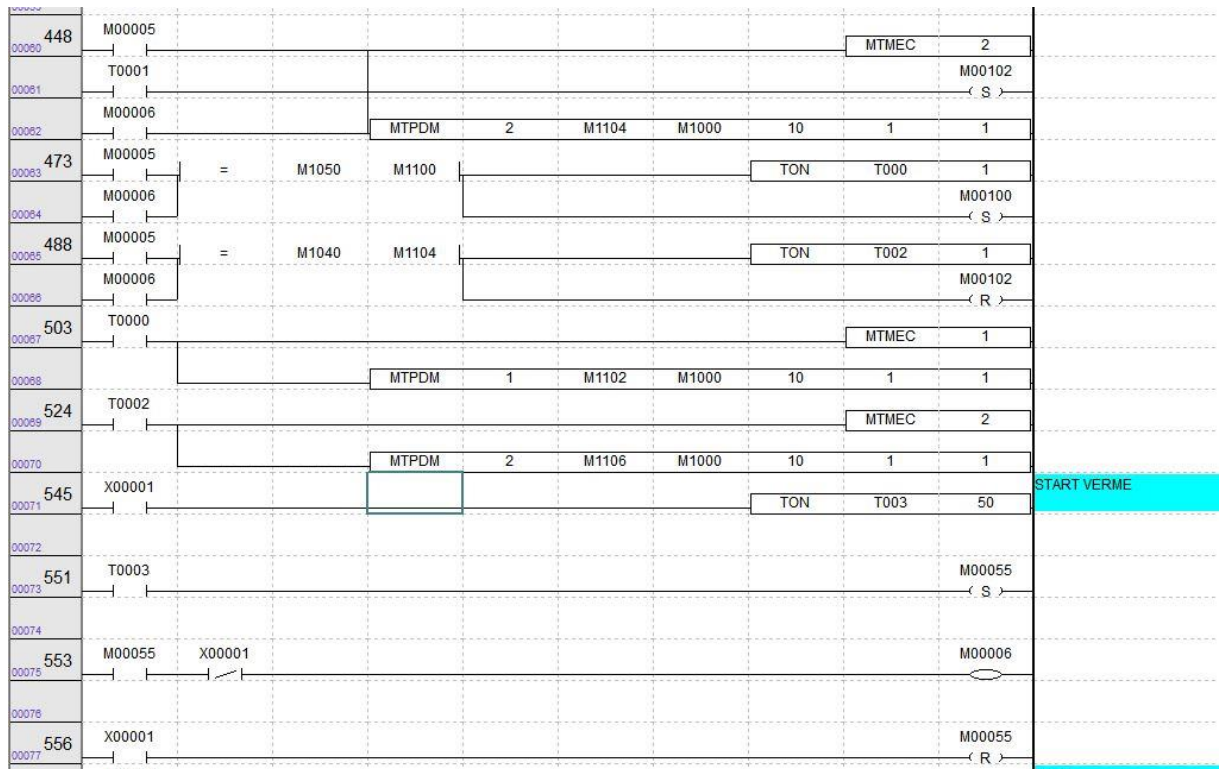 448 M00005
00060 MTMEC 2
T0001 M00102
00061 S
M00006
00062 MTPDM 2 M1104 M1000 10 1 1
473 M00005
00063 = M1050 M1100 TON T000 1
M00006 M00100
00064 S
488 M00005
00065 = M1040 M1104 TON T002 1
M00006 M00102
00066 R
503 T0000
00067 MTMEC 1
00068 MTPDM 1 M1102 M1000 10 1 1
524 T0002
00069 MTMEC 2
00070 MTPDM 2 M1106 M1000 10 1 1
545 X00001 START VERME
00071 TON T003 50
00072
551 T0003 M00055
00073 S
00074
553 M00055 X00001 M00006
00075
00076
556 X00001 M00055
00077 R